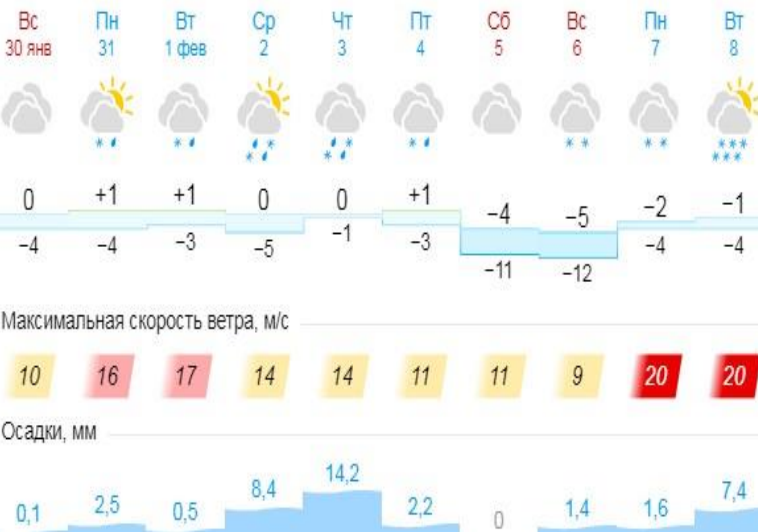 Вс Пн Вт Ср Чт Пт Сб Вс Пн Вт
30 янв 31 1 фев 2 3 4 5 6 7 8
0 +1 +1 0 0 +1 −4 −5 −2 −1
−4 −4 −3 −5 −1 −3 −11 −12 −4 −4
Максимальная скорость ветра, м/с
10 16 17 14 14 11 11 9 20 20
Осадки, мм
0,1 2,5 0,5 8,4 14,2 2,2 0 1,4 1,6 7,4